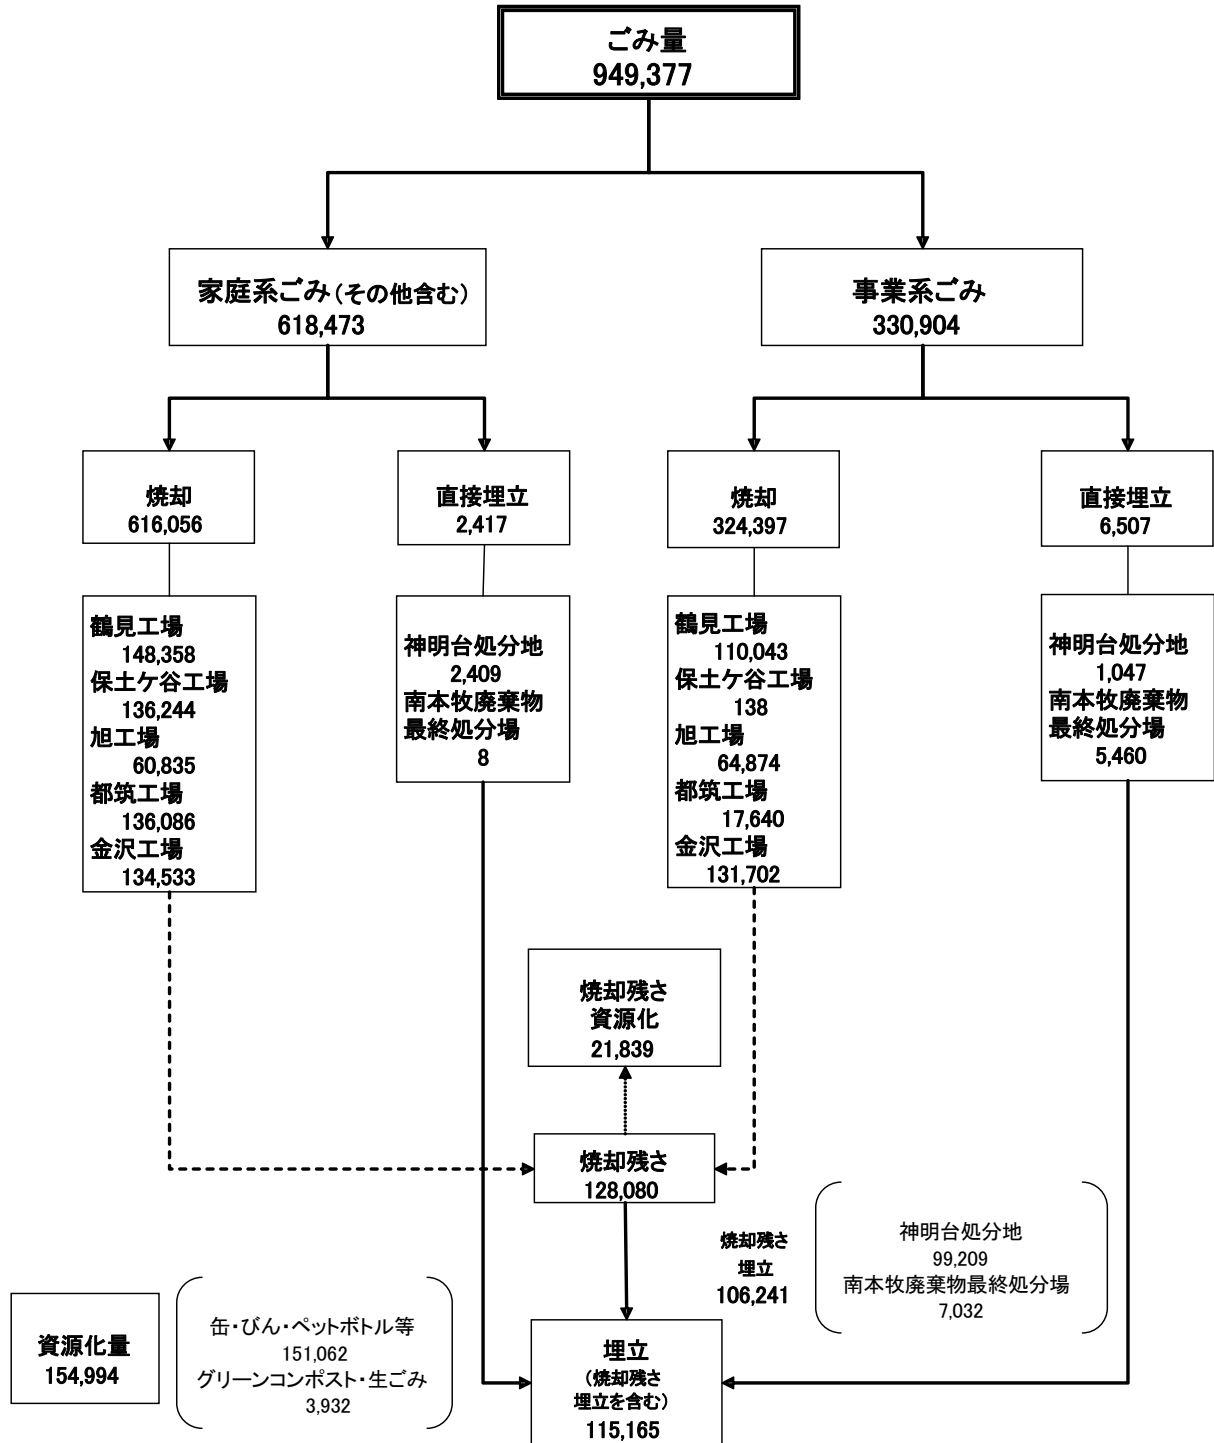 ごみ量
949,377
家庭系ごみ(その他含む)
618,473
事業系ごみ
330,904
焼却
616,056
直接埋立
2,417
焼却
324,397
直接埋立
6,507
鶴見工場
148,358
保土ケ谷工場
136,244
旭工場
60,835
都筑工場
136,086
金沢工場
134,533
神明台処分地
2,409
南本牧廃棄物
最終処分場
8
鶴見工場
110,043
保土ケ谷工場
138
旭工場
64,874
都筑工場
17,640
金沢工場
131,702
神明台処分地
1,047
南本牧廃棄物
最終処分場
5,460
焼却残さ
資源化
21,839
焼却残さ
128,080
焼却残さ
埋立
106,241
神明台処分地
99,209
南本牧廃棄物最終処分場
7,032
資源化量
154,994
缶・びん・ペットボトル等
151,062
グリーンコンポスト・生ごみ
3,932
埋立
(焼却残さ
埋立を含む)
115,165